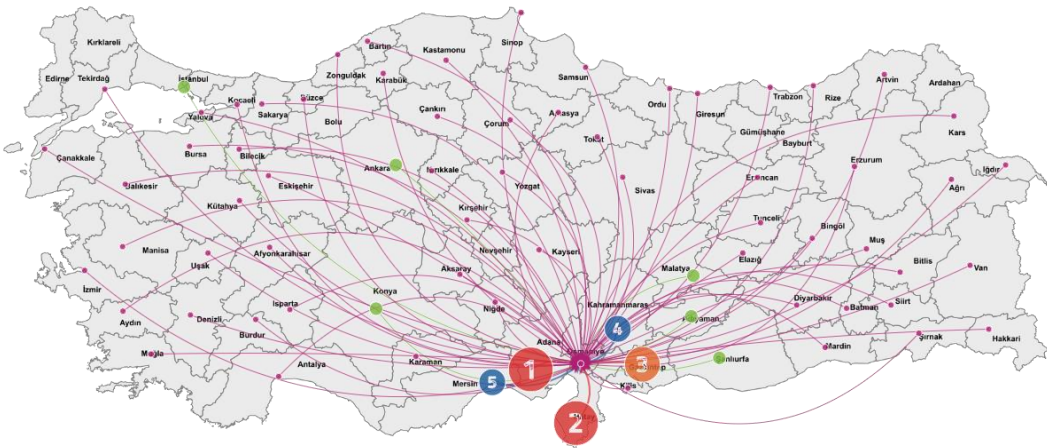 Kırklareli
Edirne
Tekirdağ
İstanbul
Yalova
Kocaeli
Sakarya
Düzce
Bolu
Zonguldak
Bartın
Karabük
Kastamonu
Sinop
Çankırı
Çorum
Samsun
Amasya
Tokat
Ordu
Giresun
Gümüşhane
Trabzon
Bayburt
Rize
Artvin
Ardahan
Kars
Erzurum
Erzincan
Iğdır
Ağrı
Çanakkale
Balıkesir
Bursa
Bilecik
Eskişehir
Kütahya
Ankara
Kırıkkale
Kırşehir
Yozgat
Sivas
Tunceli
Bingöl
Muş
Bitlis
Van
Manisa
Uşak
Afyonkarahisar
Aksaray
Nevşehir
Kayseri
Malatya
Elazığ
Diyarbakır
Batman
Siirt
İzmir
Aydın
Denizli
Burdur
Isparta
Konya
Niğde
Kahramanmaraş
Adıyaman
Muğla
Antalya
Karaman
Mersin
Adana
Osmaniye
Şanlıurfa
Mardin
Şırnak
Hakkari
Kilis
1
2
3
4
5